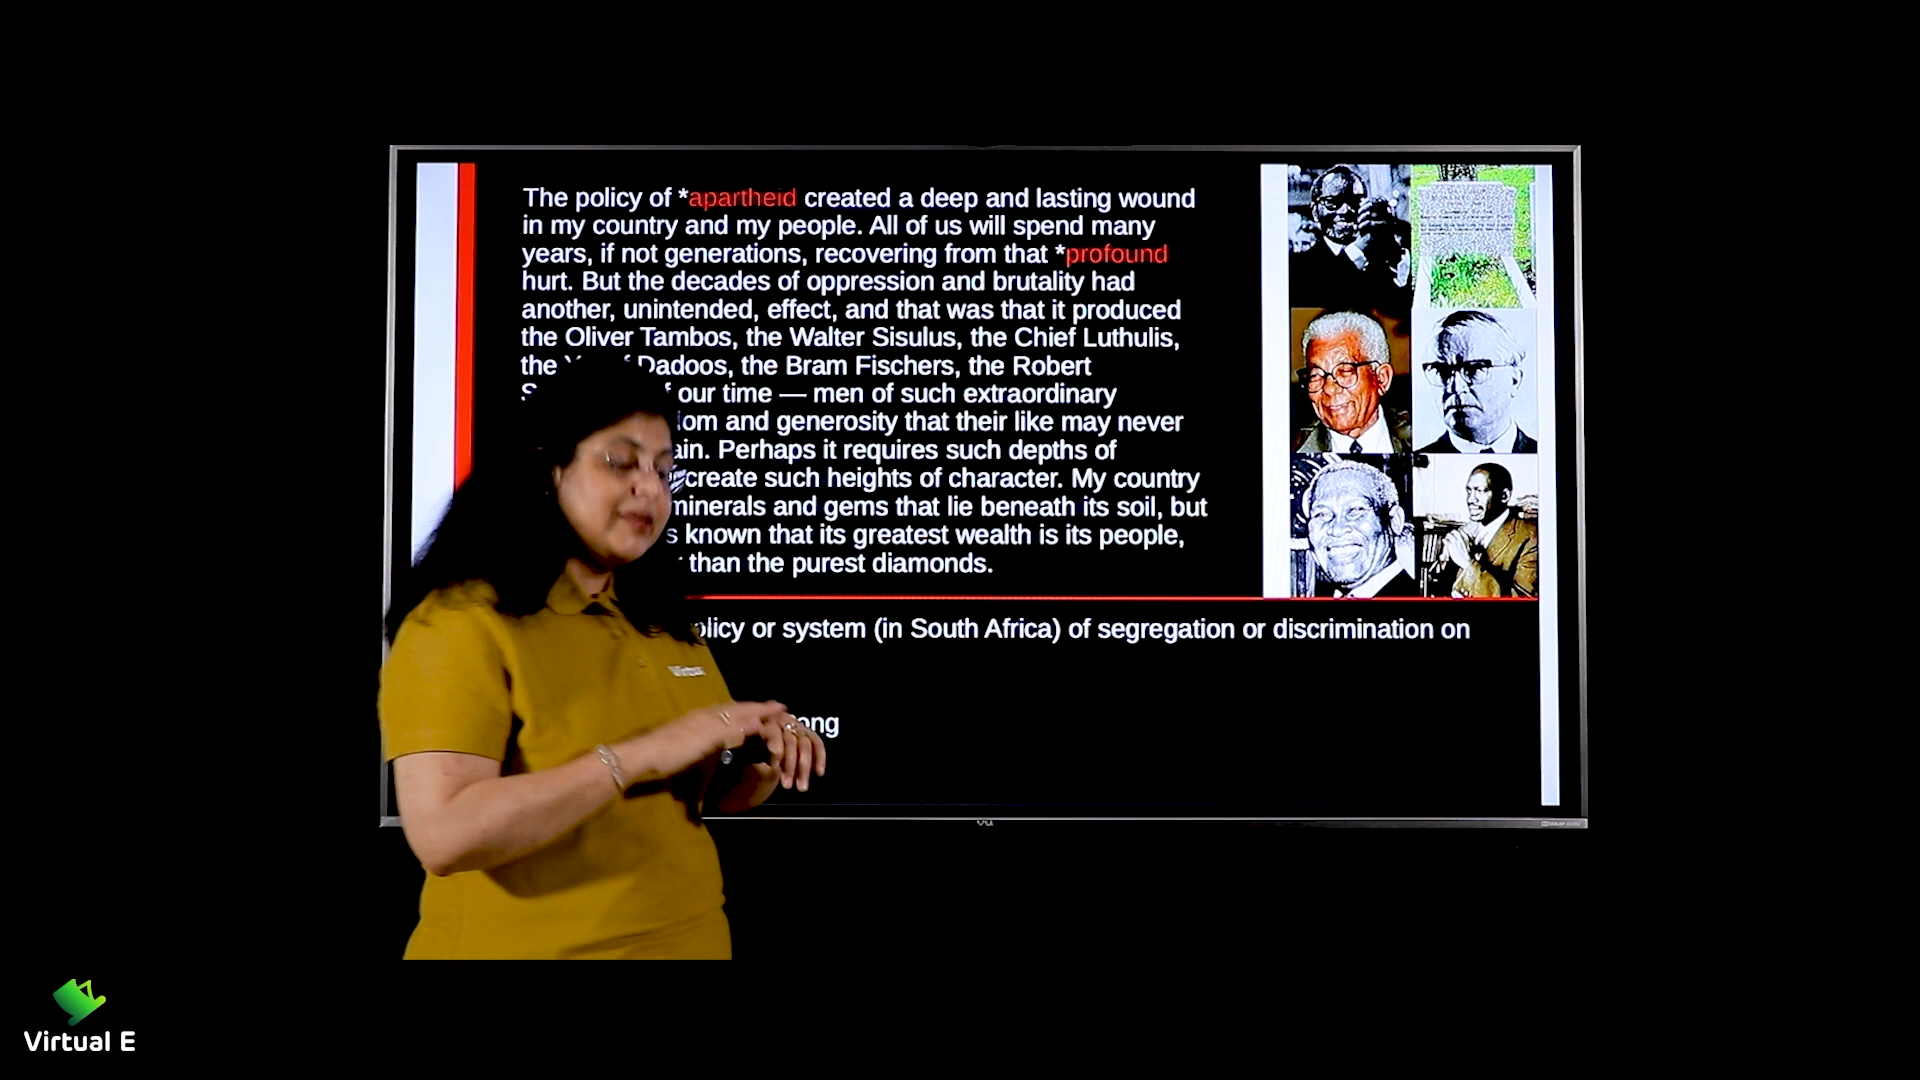 The policy of *apartheid created a deep and lasting wound
in my country and my people. All of us will spend many
years, if not generations, recovering from that *profound
hurt. But the decades of oppression and brutality had
another, unintended, effect, and that was that it produced
the Oliver Tambos, the Walter Sisulus, the Chief Luthulis,
the Dadoos, the Bram Fischers, the Robert
our time — men of such extraordinary
and generosity that their like may never
Perhaps it requires such depths of
create such heights of character. My country
minerals and gems that lie beneath its soil, but
known that its greatest wealth is its people,
than the purest diamonds.
or system (in South Africa) of segregation or discrimination on
Virtual E